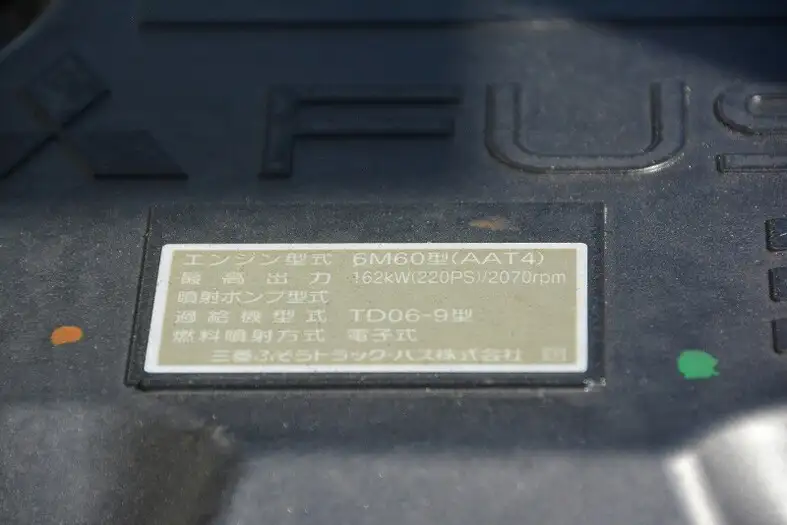 FUS
エンジン型式 6M60型(AAT4)
最高出力 162kW(220PS)/2070rpm
噴射ポンプ型式
過給機型式 TD06-9型
燃料噴射方式 電子式
三菱ふそうトラック・バス株式会社